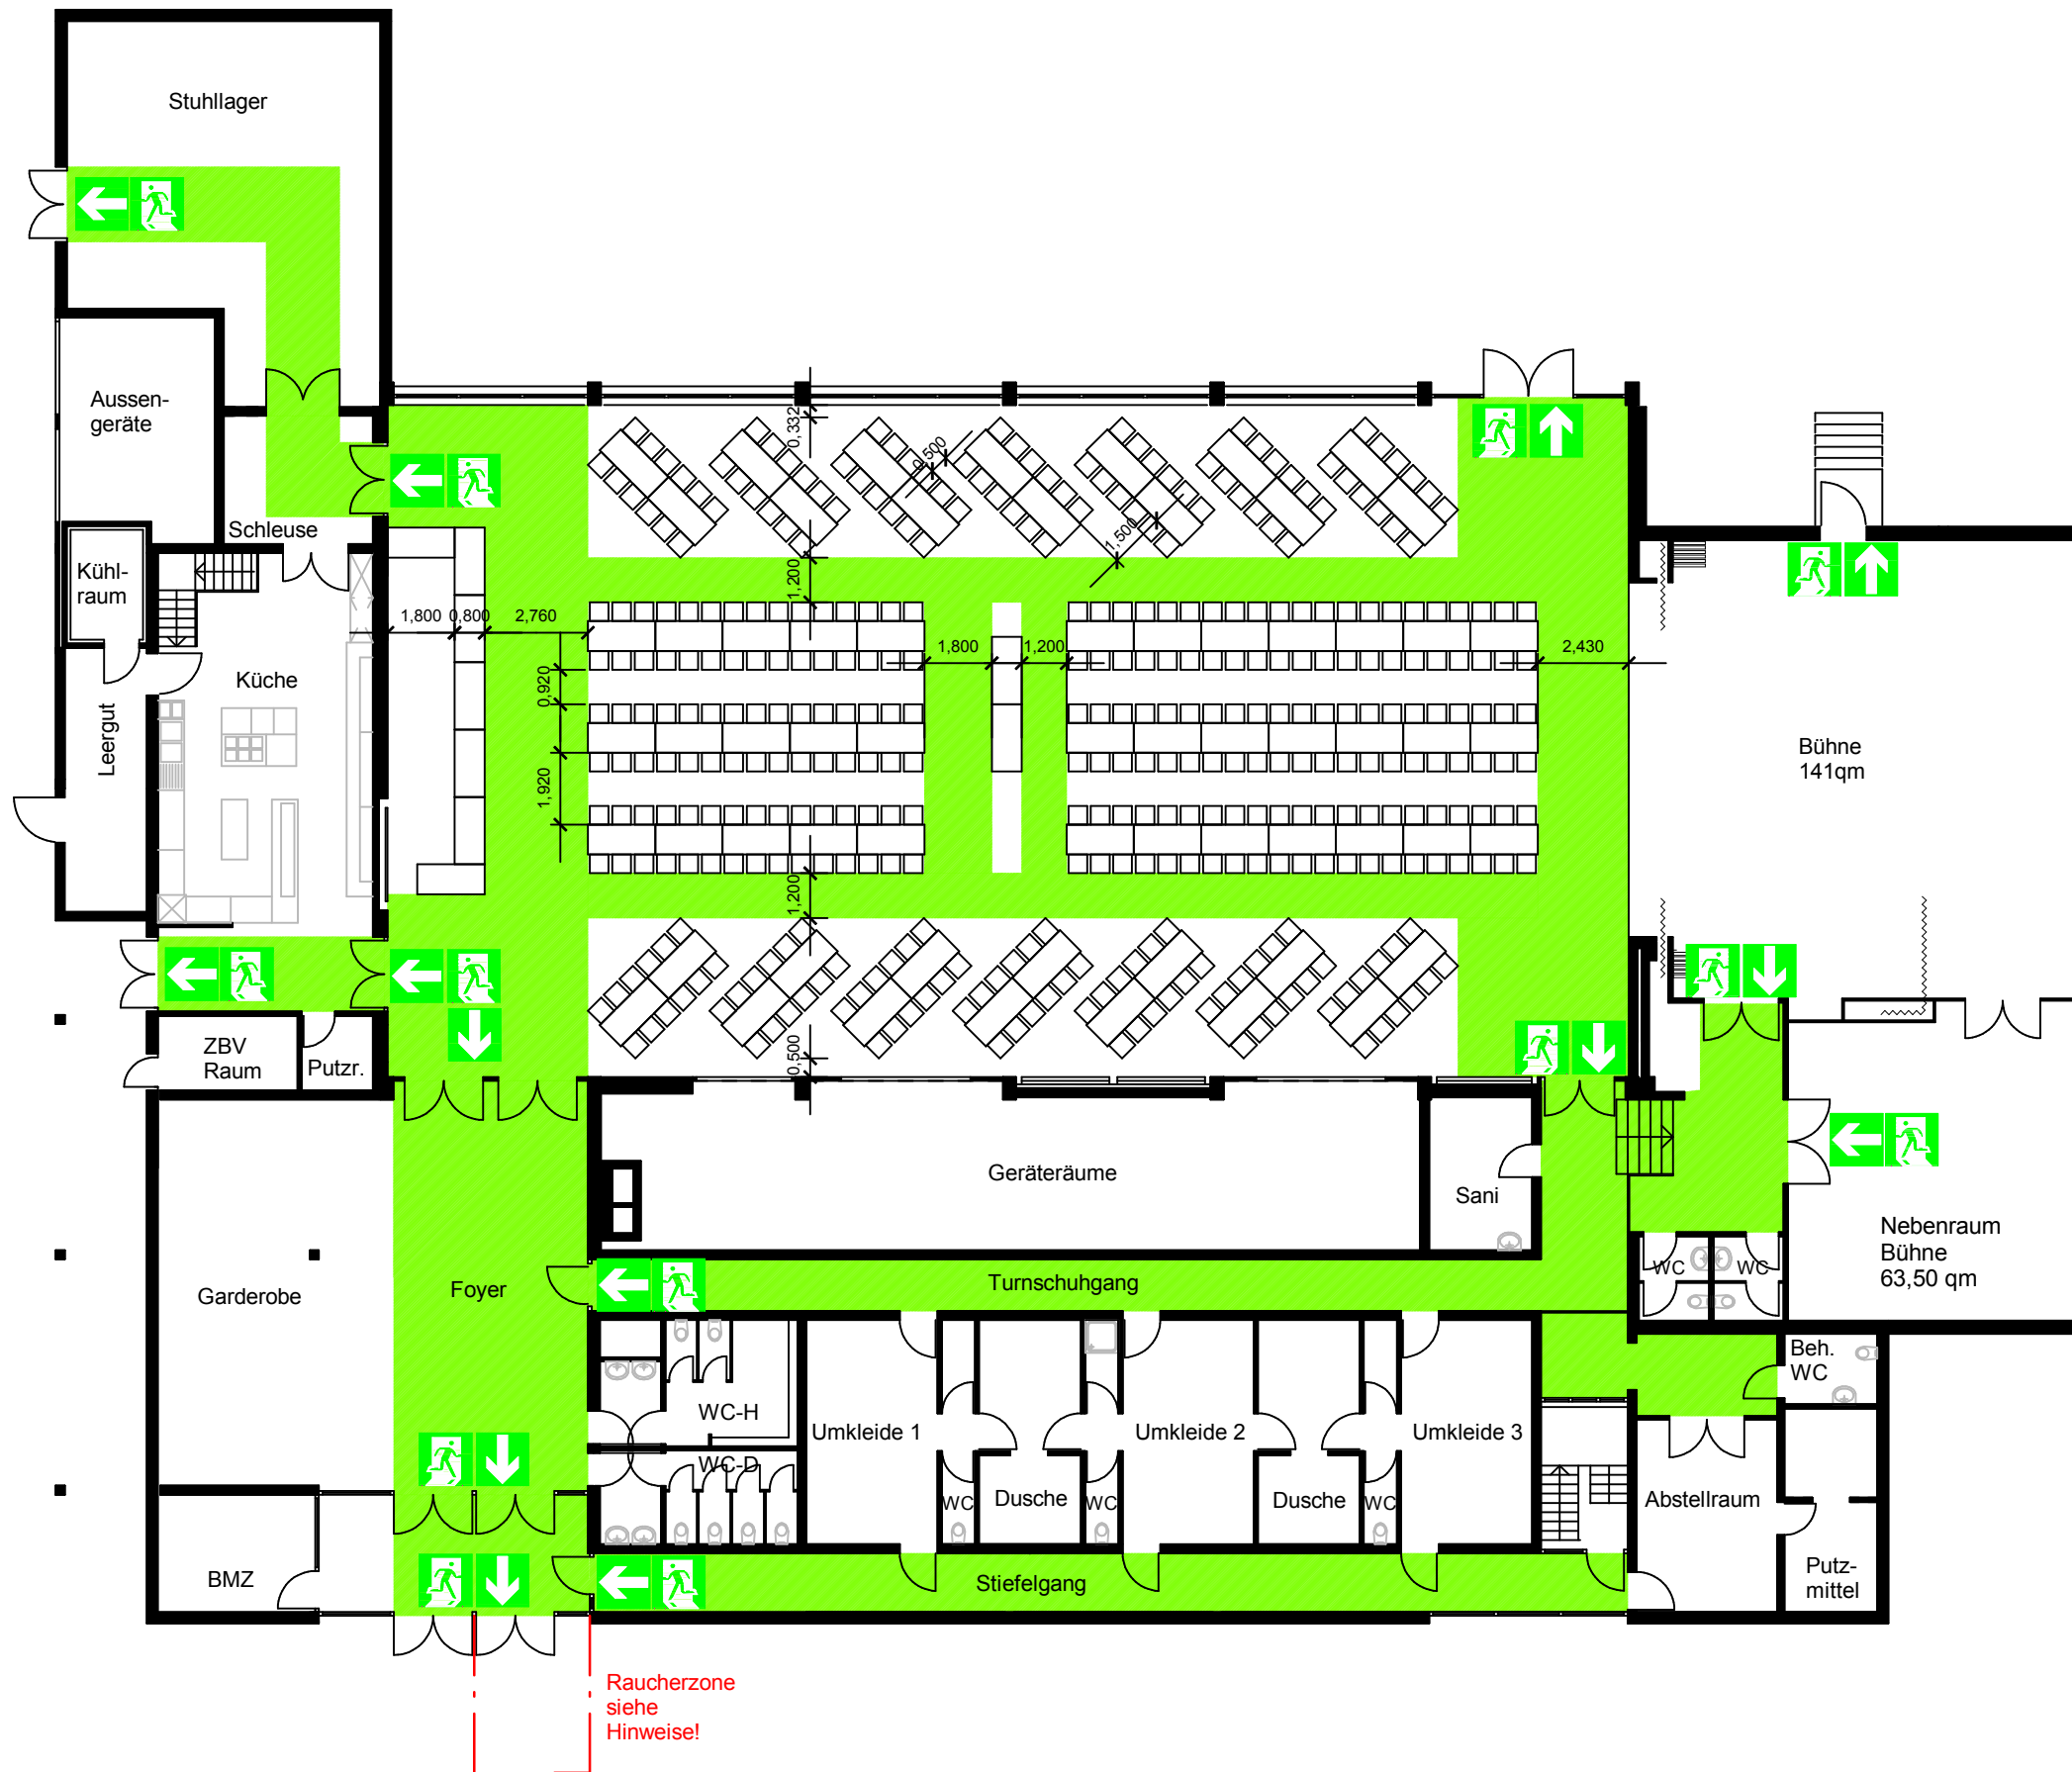 Stuhllager
Aussen-
geräte
Schleuse
Kühl-
raum
Küche
Leergut
0,332
0,500
1,500
1,200
1,800
0,800
2,760
0,920
1,920
1,800
1,200
2,430
1,200
0,500
Bühne
141qm
ZBV
Raum
Putzr.
Geräteräume
Sani
Nebenraum
Bühne
63,50 qm
WC
WC
Garderobe
Foyer
Turnschuhgang
Beh.
WC
WC-H
WC-D
Umkleide 1
Umkleide 2
Umkleide 3
WC
Dusche
WC
Dusche
WC
Abstellraum
BMZ
Stiefelgang
Putz-
mittel
Raucherzone
siehe
Hinweise!